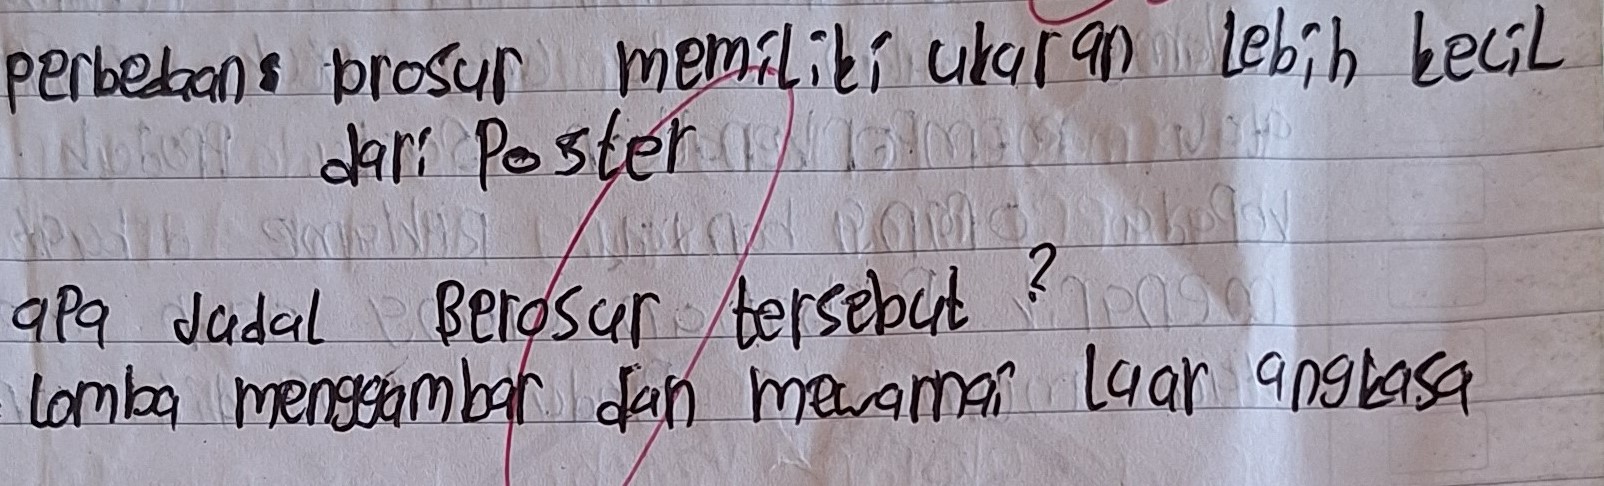 perbedaan: brosur memiliki ukuran lebih kecil
dari Poster
apa Judul Berosur tersebut ?
lomba menggambar dan mewarnai luar angkasa